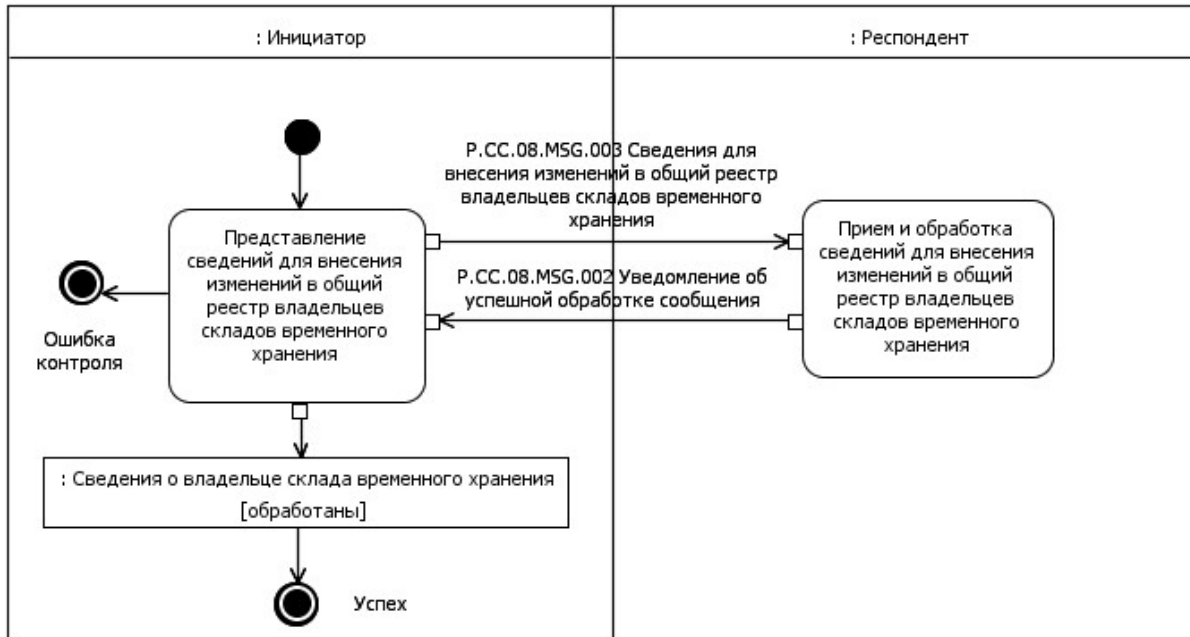 : Инициатор
: Респондент
P.CC.08.MSG.003 Сведения для
внесения изменений в общий реестр
владельцев складов временного
хранения
Представление
сведений для внесения
изменений в общий
реестр владельцев
складов временного
хранения
Прием и обработка
сведений для внесения
изменений в общий
реестр владельцев
складов временного
хранения
P.CC.08.MSG.002 Уведомление об
успешной обработке сообщения
Ошибка
контроля
: Сведения о владельце склада временного хранения
[обработаны]
Успех